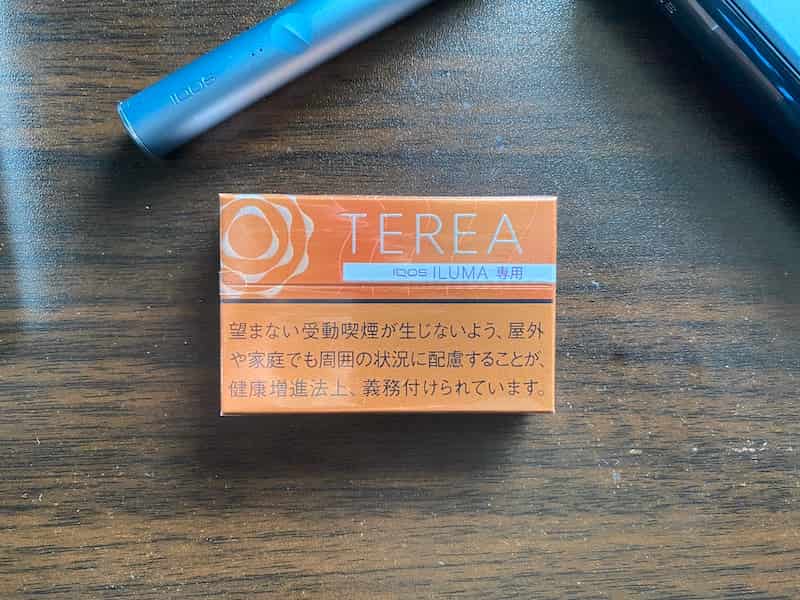 IQOS
TEREA
IQOS ILUMA 専用
望まない受動喫煙が生じないよう、屋外
や家庭でも周囲の状況に配慮することが、
健康増進法上、義務付けられています。